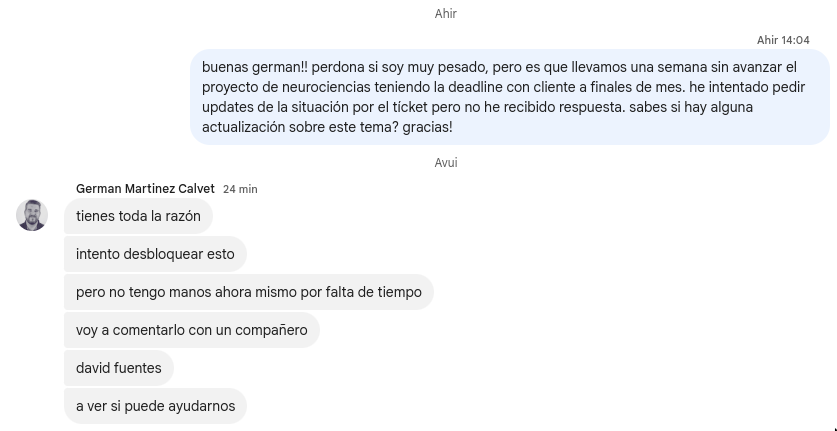 Ahir
Ahir 14:04
buenas german!! perdona si soy muy pesado, pero es que llevamos una semana sin avanzar el
proyecto de neurociencias teniendo la deadline con cliente a finales de mes. he intentado pedir
updates de la situación por el tícket pero no he recibido respuesta. sabes si hay alguna
actualización sobre este tema? gracias!
Avui
German Martinez Calvet 24 min
tienes toda la razón
intento desbloquear esto
pero no tengo manos ahora mismo por falta de tiempo
voy a comentarlo con un compañero
david fuentes
a ver si puede ayudarnos